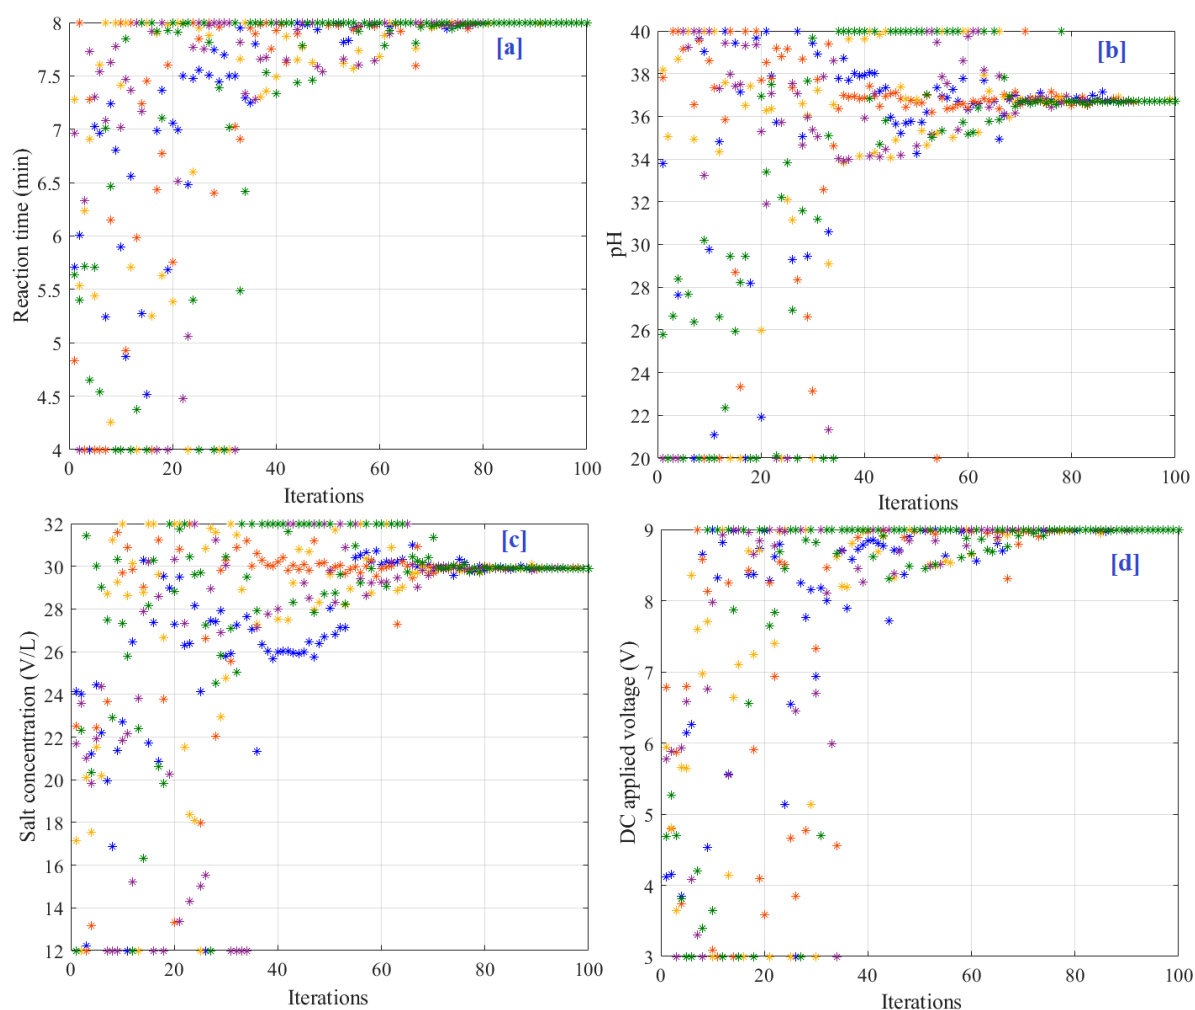 [a]
Reaction time (min)
8
7.5
7
6.5
6
5.5
5
4.5
4
0 20 40 60 80 100
Iterations
[b]
pH
40
38
36
34
32
30
28
26
24
22
20
0 20 40 60 80 100
Iterations
[c]
Salt concentration (V/L)
32
30
28
26
24
22
20
18
16
14
12
0 20 40 60 80 100
Iterations
[d]
DC applied voltage (V)
9
8
7
6
5
4
3
0 20 40 60 80 100
Iterations